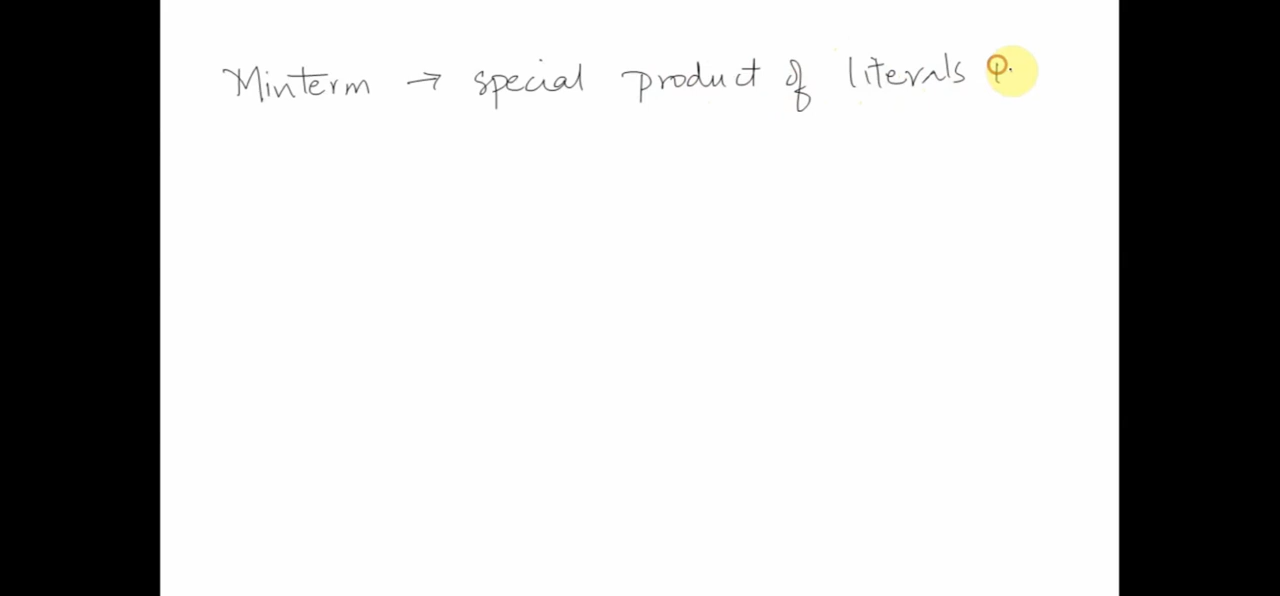 Minterm → special product of literals